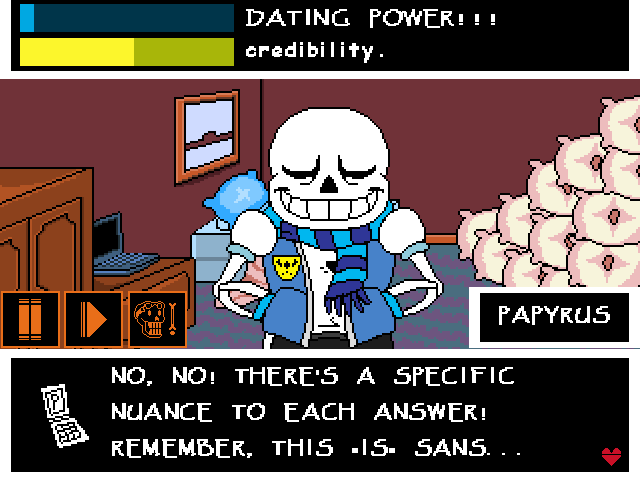 DATING POWER!!!
credibility.
PAPYRUS
NO, NO! THERE'S A SPECIFIC
NUANCE TO EACH ANSWER!
REMEMBER, THIS *IS* SANS...